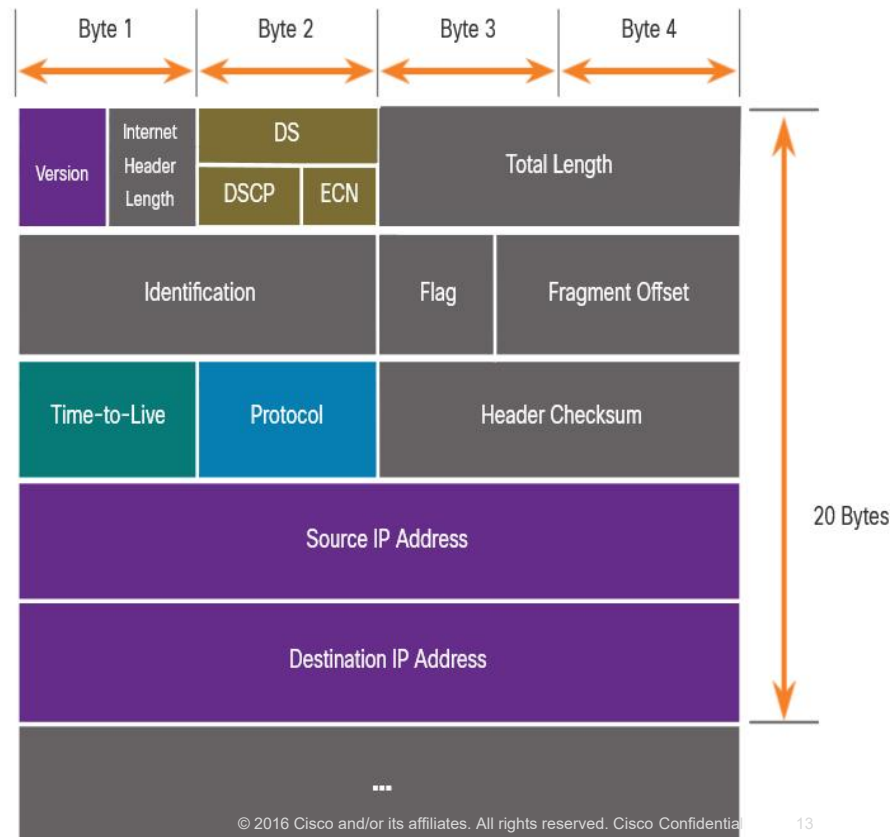 Byte 1 Byte 2 Byte 3 Byte 4
Version
Internet
Header
Length
DS
DSCP ECN
Total Length
Identification Flag Fragment Offset
Time-to-Live Protocol Header Checksum
Source IP Address
20 Bytes
Destination IP Address
...
© 2016 Cisco and/or its affiliates. All rights reserved. Cisco Confidential 13